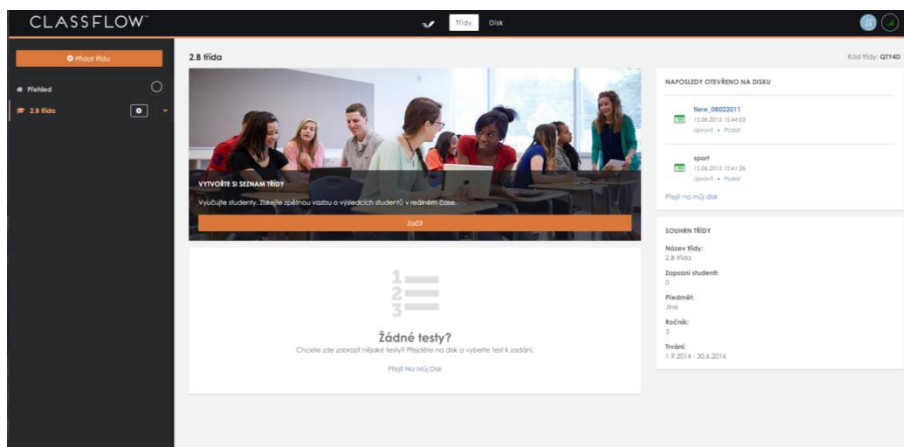 CLASSFLOW
Třídy
Disk
Přidat třídu
Přehled
2.B třída
2.B třída
Kód třídy: QTY4D
VYTVOŘTE SI SEZNAM TŘÍDY
Vyučujte studenty. Získejte zpětnou vazbu o výsledcích studentů v reálném čase.
Začít
1
2
3
Žádné testy?
Chcete zde zobrazit nějaké testy? Přejděte na disk a vyberte test k zadání.
Přejít Na Můj Disk
NAPOSLEDY OTEVŘENO NA DISKU
tiere_08022011
Upravit • Poslat
sport
Upravit • Poslat
Přejít na můj disk
SOUHRN TŘÍDY
Název třídy:
2.B třída
Zapsaní studenti:
0
Předmět:
Jiné
Ročník:
3
Trvání:
1.9.2014 - 30.6.2016